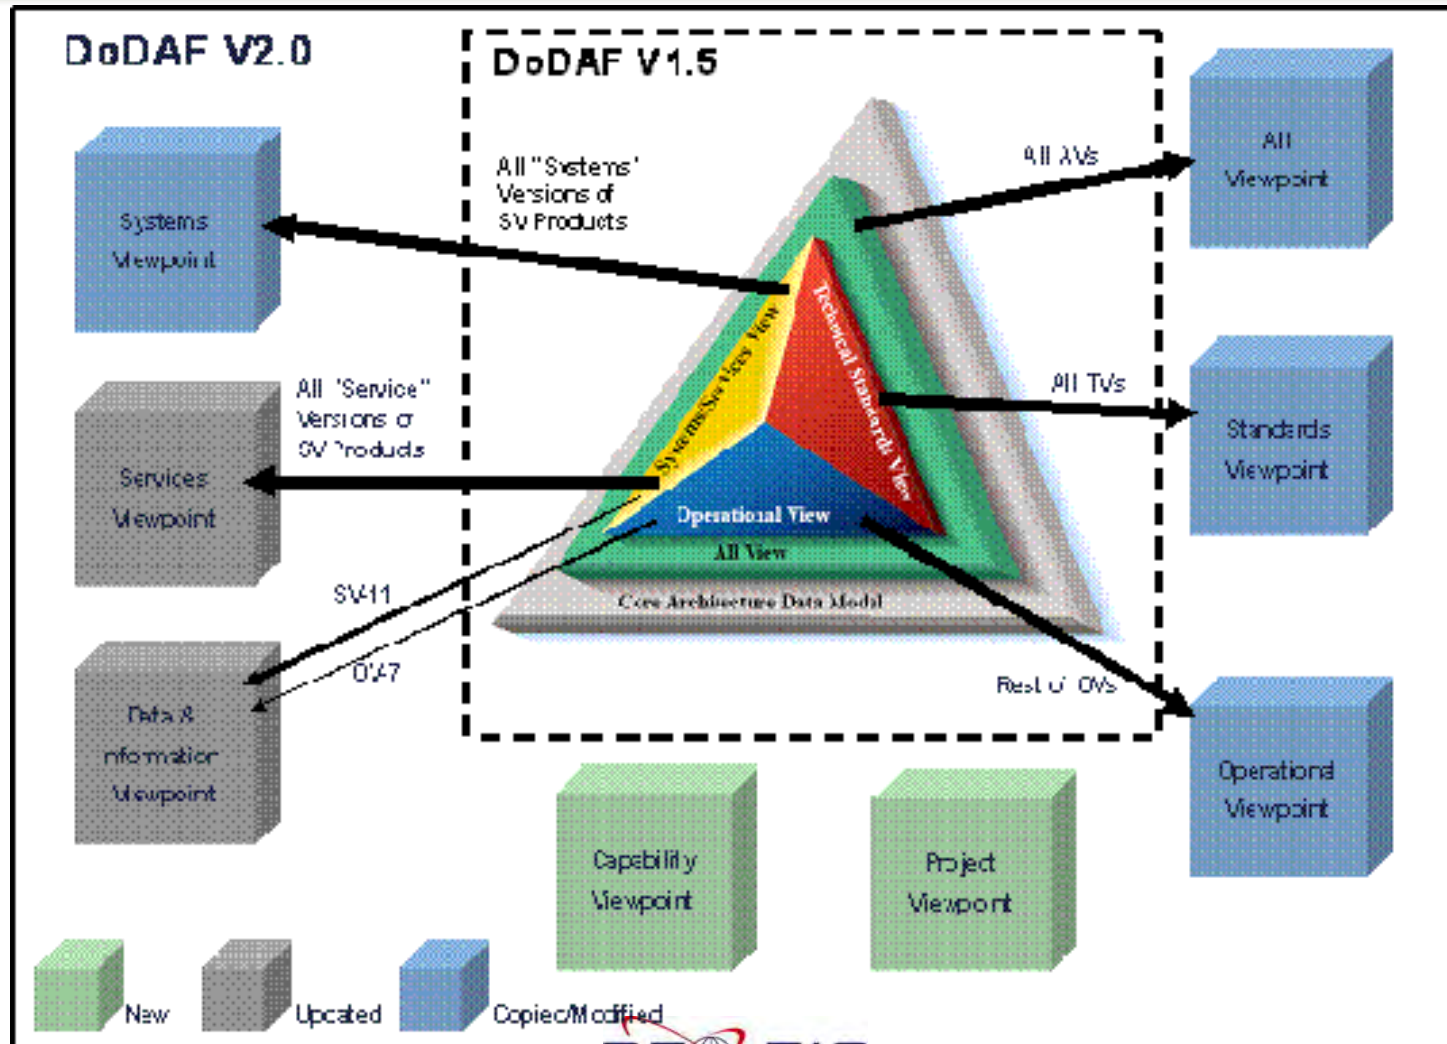 DoDAF V2.0
DoDAF V1.5
All "Systems"
Versions of
SV Products
All AVs
All
Viewpoint
Systems
Viewpoint
Technical Standards View
Systems/Services View
All "Service"
Versions of
SV Products
All TVs
Standards
Viewpoint
Services
Viewpoint
Operational View
All View
Core Architecture Data Model
SV-11
OV-7
Rest of OVs
Data &
Information
Viewpoint
Operational
Viewpoint
Capability
Viewpoint
Project
Viewpoint
New
Updated
Copied/Modified